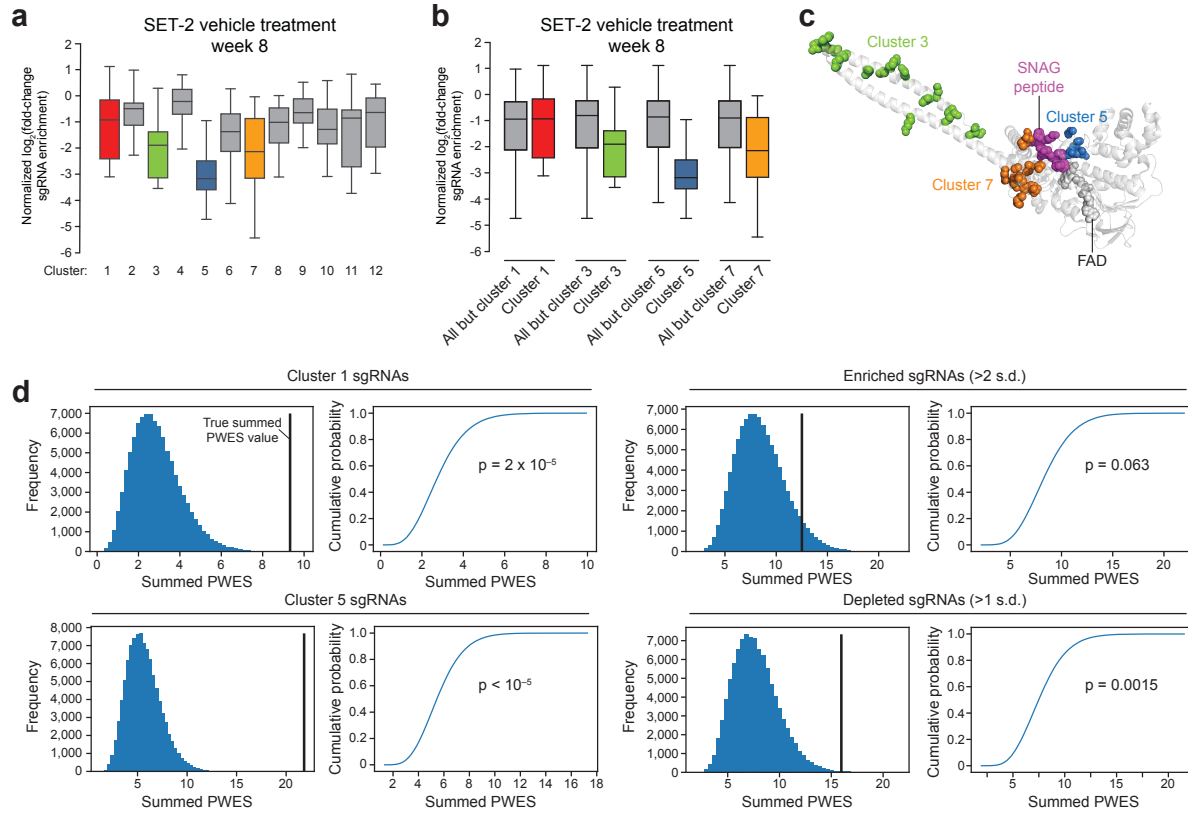 a
SET-2 vehicle treatment
week 8
Normalized log2(fold-change
sgRNA enrichment)
2
1
-0
-1
-2
-3
-4
-5
-6
Cluster: 1 2 3 4 5 6 7 8 9 10 11 12
b
SET-2 vehicle treatment
week 8
Normalized log2(fold-change
sgRNA enrichment)
2
1
-0
-1
-2
-3
-4
-5
-6
All but cluster 1
Cluster 1
All but cluster 3
Cluster 3
All but cluster 5
Cluster 5
All but cluster 7
Cluster 7
c
Cluster 3
SNAG
peptide
Cluster 5
Cluster 7
FAD
d
Cluster 1 sgRNAs
Frequency
7,000
6,000
5,000
4,000
3,000
2,000
1,000
0
True summed
PWES value
0 2 4 6 8 10
Summed PWES
Cumulative probability
1.0
0.8
0.6
0.4
0.2
0
p = 2 x 10–5
0 2 4 6 8 10
Summed PWES
Enriched sgRNAs (>2 s.d.)
Frequency
7,000
6,000
5,000
4,000
3,000
2,000
1,000
0
5 10 15 20
Summed PWES
Cumulative probability
1.0
0.8
0.6
0.4
0.2
0
p = 0.063
5 10 15 20
Summed PWES
Cluster 5 sgRNAs
Frequency
8,000
7,000
6,000
5,000
4,000
3,000
2,000
1,000
0
5 10 15 20
Summed PWES
Cumulative probability
1.0
0.8
0.6
0.4
0.2
0
p < 10–5
2 4 6 8 10 12 14 16 18
Summed PWES
Depleted sgRNAs (>1 s.d.)
Frequency
7,000
6,000
5,000
4,000
3,000
2,000
1,000
0
5 10 15 20
Summed PWES
Cumulative probability
1.0
0.8
0.6
0.4
0.2
0
p = 0.0015
5 10 15 20
Summed PWES